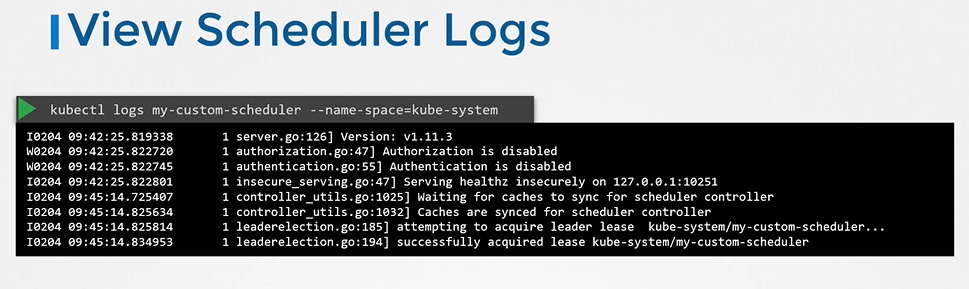 View Scheduler Logs
kubectl logs my-custom-scheduler --name-space=kube-system
I0204 09:42:25.819338 1 server.go:126] Version: v1.11.3
W0204 09:42:25.822720 1 authorization.go:47] Authorization is disabled
W0204 09:42:25.822745 1 authentication.go:55] Authentication is disabled
I0204 09:42:25.822801 1 insecure_serving.go:47] Serving healthz insecurely on 127.0.0.1:10251
I0204 09:45:14.725407 1 controller_utils.go:1025] Waiting for caches to sync for scheduler controller
I0204 09:45:14.825634 1 controller_utils.go:1032] Caches are synced for scheduler controller
I0204 09:45:14.825814 1 leaderelection.go:185] attempting to acquire leader lease  kube-system/my-custom-scheduler...
I0204 09:45:14.834953 1 leaderelection.go:194] successfully acquired lease kube-system/my-custom-scheduler